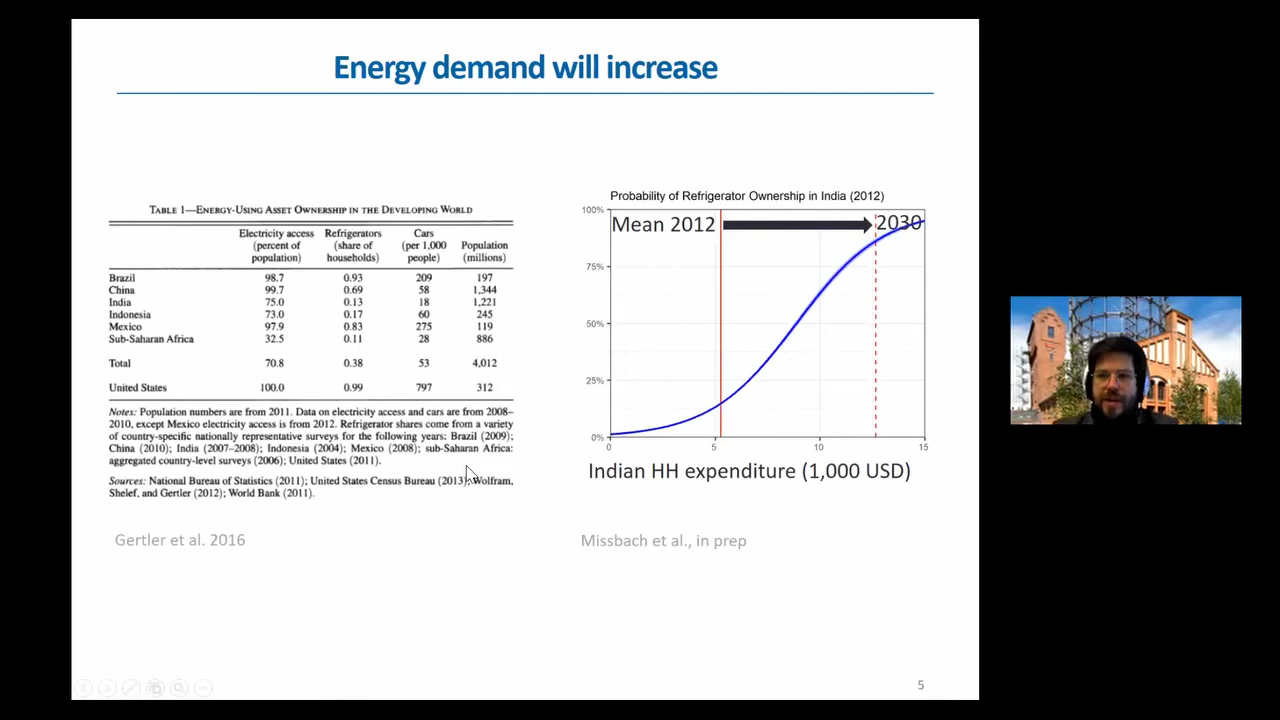 Energy demand will increase
TABLE 1—ENERGY-USING ASSET OWNERSHIP IN THE DEVELOPING WORLD
Electricity access (percent of population) Refrigerators (share of households) Cars (per 1,000 people) Population (millions)
Brazil 98.7 0.93 209 197
China 99.7 0.69 58 1,344
India 75.0 0.13 18 1,221
Indonesia 73.0 0.17 60 245
Mexico 97.9 0.83 275 119
Sub-Saharan Africa 32.5 0.11 28 886
Total 70.8 0.38 53 4,012
United States 100.0 0.99 797 312
Notes: Population numbers are from 2011. Data on electricity access and cars are from 2008–
2010, except Mexico electricity access is from 2012. Refrigerator shares come from a variety
of country-specific nationally representative surveys for the following years: Brazil (2009);
China (2010); India (2007–2008); Indonesia (2004); Mexico (2008); sub-Saharan Africa:
aggregated country-level surveys (2006); United States (2011).
Sources: National Bureau of Statistics (2011); United States Census Bureau (2013); Wolfram,
Shelef, and Gertler (2012); World Bank (2011).
Gertler et al. 2016
Probability of Refrigerator Ownership in India (2012)
100%
Mean 2012 2030
75%
50%
25%
0%
0 5 10 15
Indian HH expenditure (1,000 USD)
Missbach et al., in prep
5